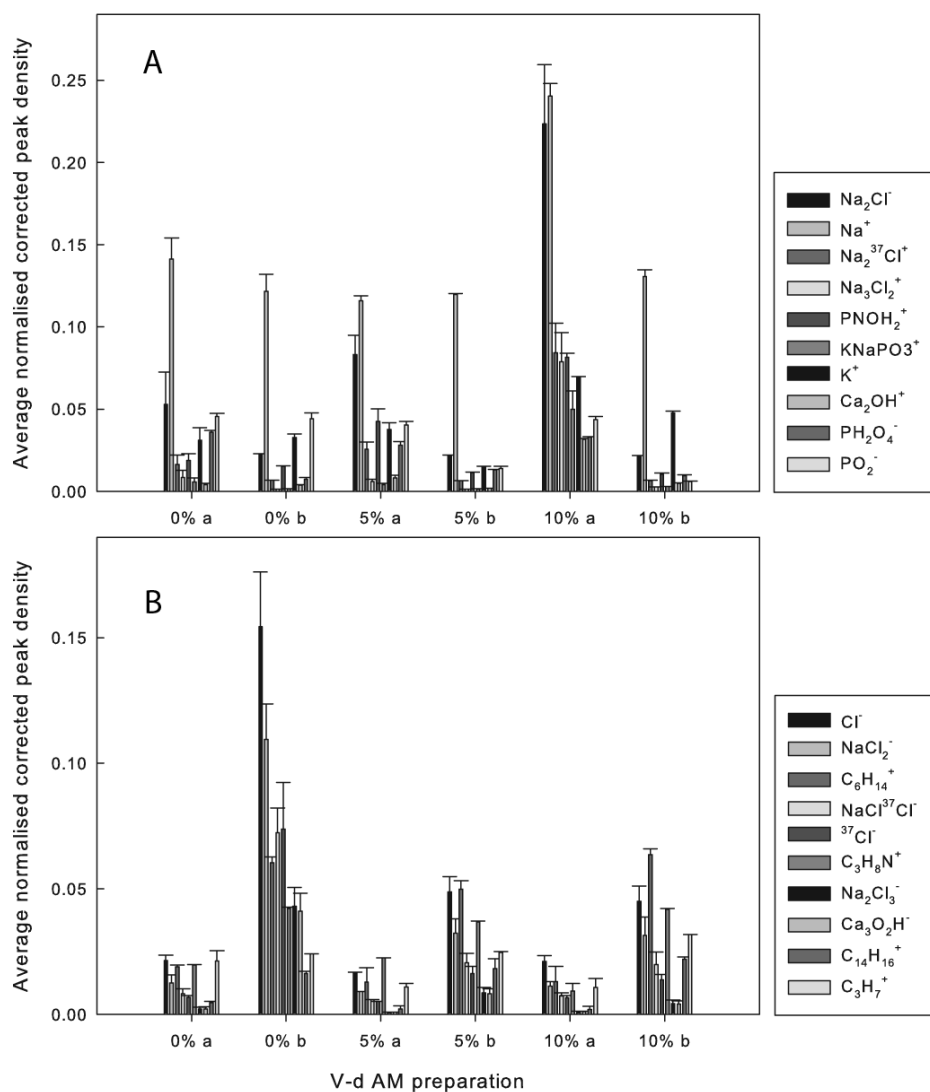 A
Average normalised corrected peak density
0.25
0.20
0.15
0.10
0.05
0.00
0% a 0% b 5% a 5% b 10% a 10% b
Na₂Cl⁻
Na⁺
Na₂³⁷Cl⁺
Na₃Cl₂⁺
PNOH₂⁺
KNaPO3⁺
K⁺
Ca₂OH⁺
PH₂O₄⁻
PO₂⁻
B
Average normalised corrected peak density
0.15
0.10
0.05
0.00
0% a 0% b 5% a 5% b 10% a 10% b
V-d AM preparation
Cl⁻
NaCl₂⁻
C₆H₁₄⁺
NaCl³⁷Cl⁻
³⁷Cl⁻
C₃H₈N⁺
Na₂Cl₃⁻
Ca₃O₂H⁻
C₁₄H₁₆⁺
C₃H₇⁺